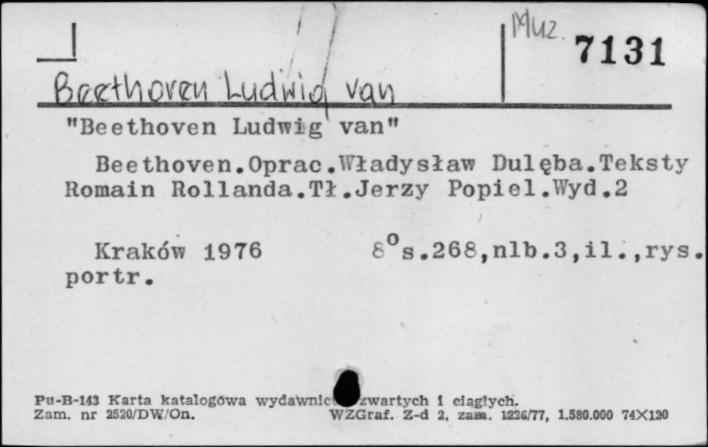 Muz. 7131
Beethoven Ludwig van
"Beethoven Ludwig van"
Beethoven.Oprac.Władysław Dulęba.Teksty
Romain Rollanda.Tł.Jerzy Popiel.Wyd.2
Kraków 1976 8°s.268,nlb.3,il.,rys.
portr.
Pu-B-143 Karta katalogowa wydawnict zwartych i ciągłych.
Zam. nr 2520/DW/On. WZGraf. Z-d 2, zam. 1226/77, 1.580.000 74X120